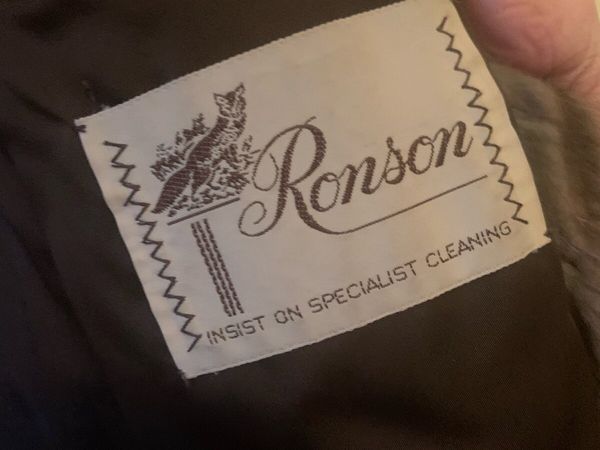 Ronson
INSIST ON SPECIALIST CLEANING